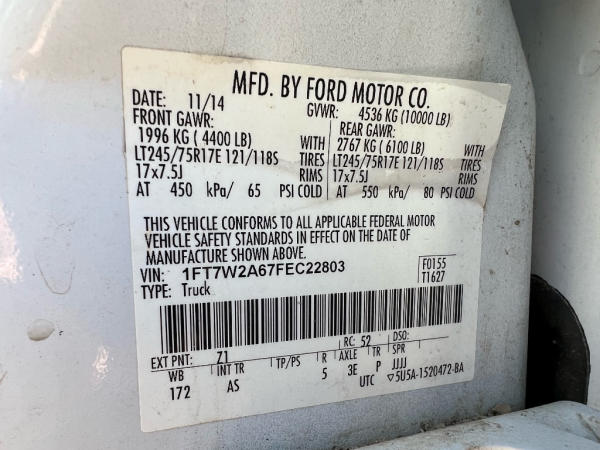 MFD. BY FORD MOTOR CO.
DATE: 11/14 GVWR: 4536 KG (10000 LB)
FRONT GAWR: REAR GAWR:
1996 KG (4400 LB) WITH 2767 KG (6100 LB) WITH
LT245/75R17E 121/118S TIRES LT245/75R17E 121/118S TIRES
17x7.5J RIMS 17x7.5J RIMS
AT 450 kPa/ 65 PSI COLD AT 550 kPa/ 80 PSI COLD
THIS VEHICLE CONFORMS TO ALL APPLICABLE FEDERAL MOTOR
VEHICLE SAFETY STANDARDS IN EFFECT ON THE DATE OF
MANUFACTURE SHOWN ABOVE.
VIN: 1FT7W2A67FEC22803 F0155
TYPE: Truck T1627
EXT PNT: Z1 RC: 52 DSO:
WB INT TR TP/PS R AXLE TR SPR
172 AS 5 3E P JJJJ
UTC ▽5U5A-1520472-BA